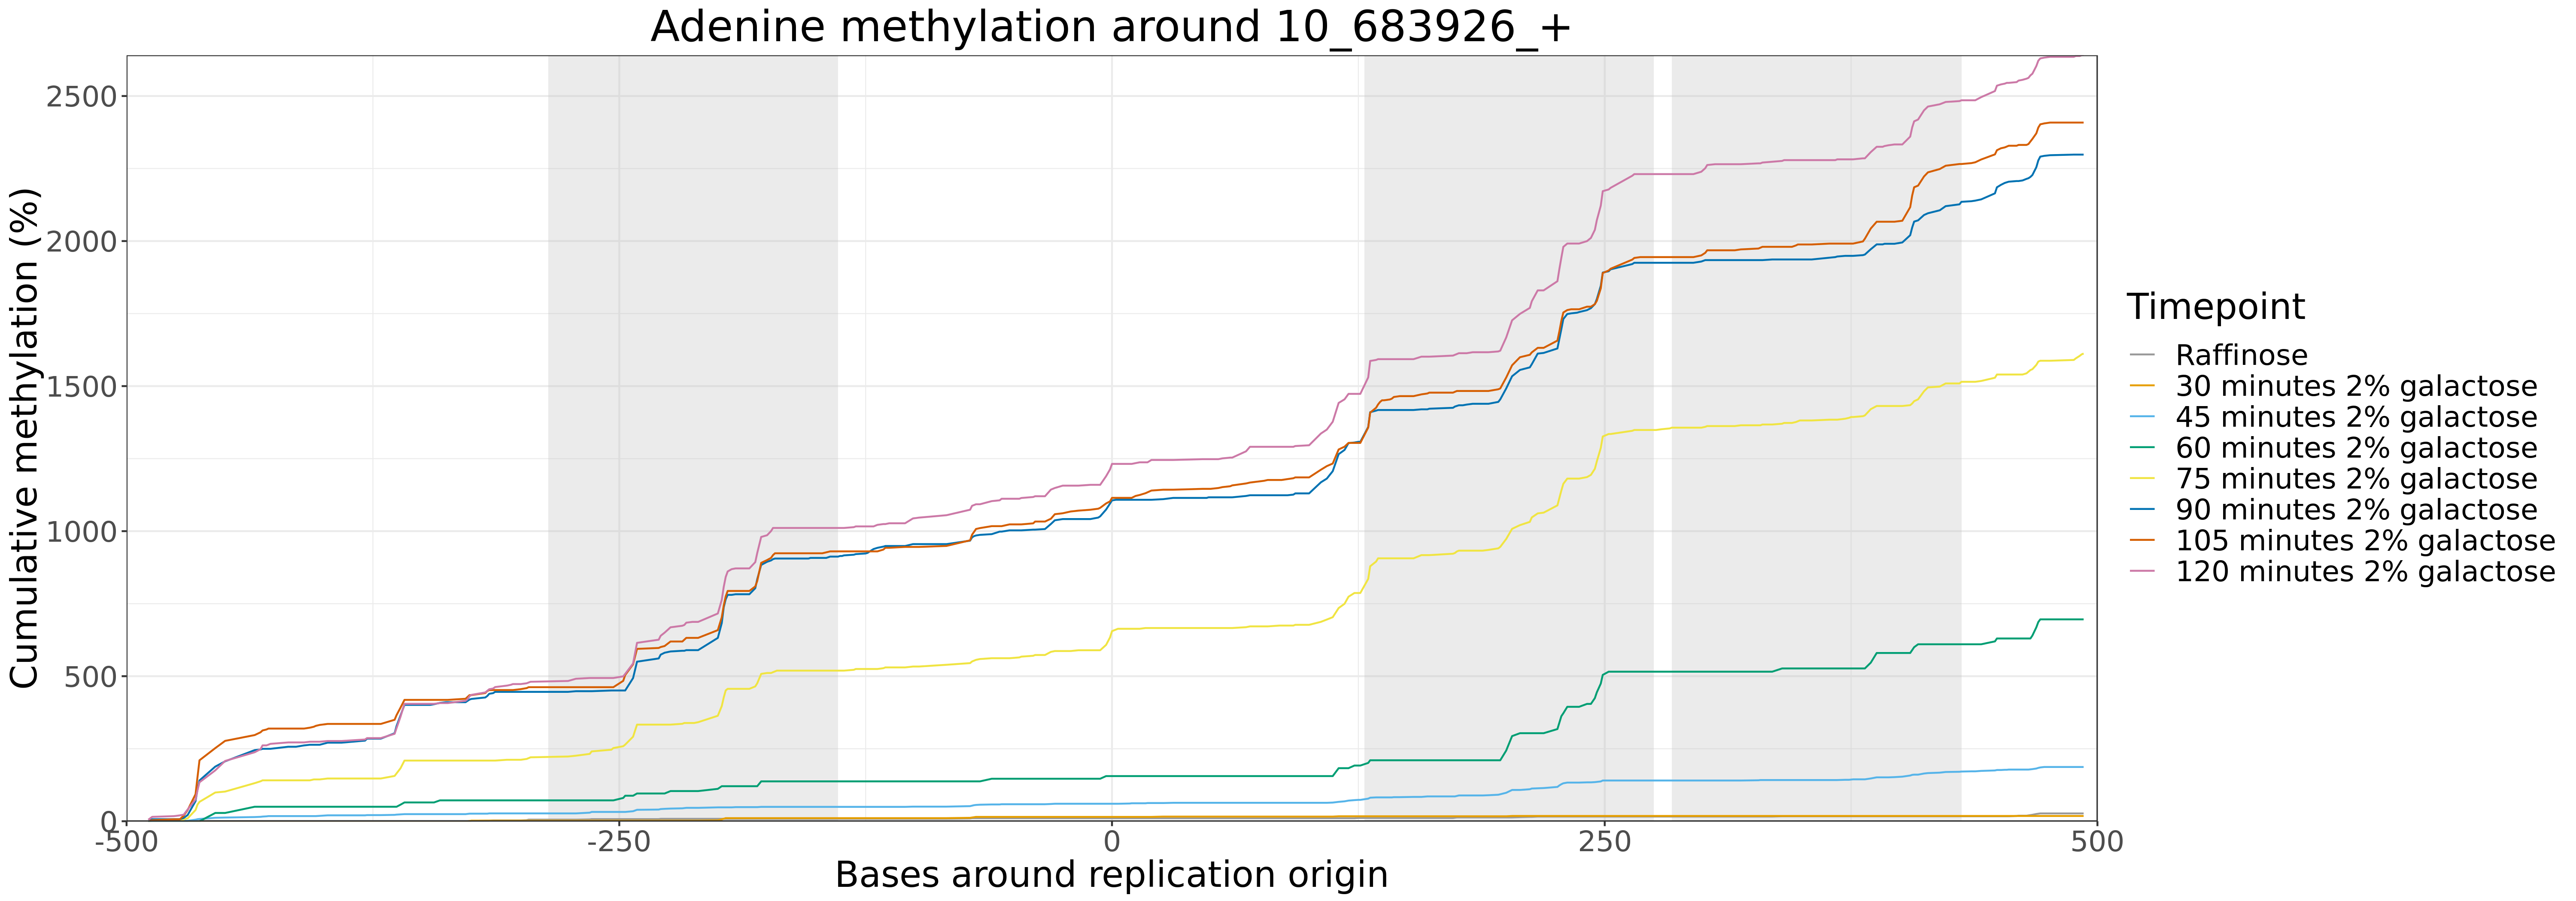 Adenine methylation around 10_683926_+
Cumulative methylation (%)
2500
2000
1500
1000
500
0
-500
-250
0
250
500
Bases around replication origin
Timepoint
Raffinose
30 minutes 2% galactose
45 minutes 2% galactose
60 minutes 2% galactose
75 minutes 2% galactose
90 minutes 2% galactose
105 minutes 2% galactose
120 minutes 2% galactose